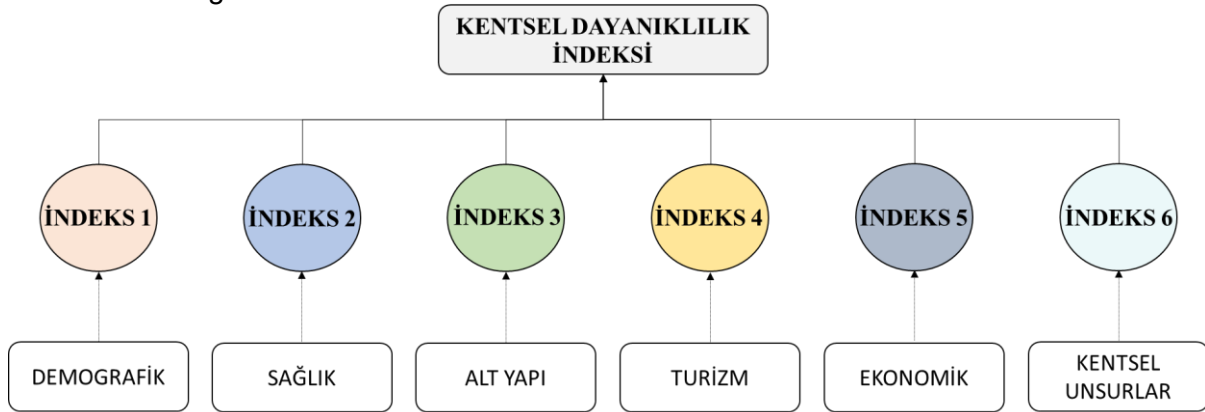 KENTSEL DAYANIKLILIK
İNDEKSİ
İNDEKS 1
İNDEKS 2
İNDEKS 3
İNDEKS 4
İNDEKS 5
İNDEKS 6
DEMOGRAFİK
SAĞLIK
ALT YAPI
TURİZM
EKONOMİK
KENTSEL
UNSURLAR